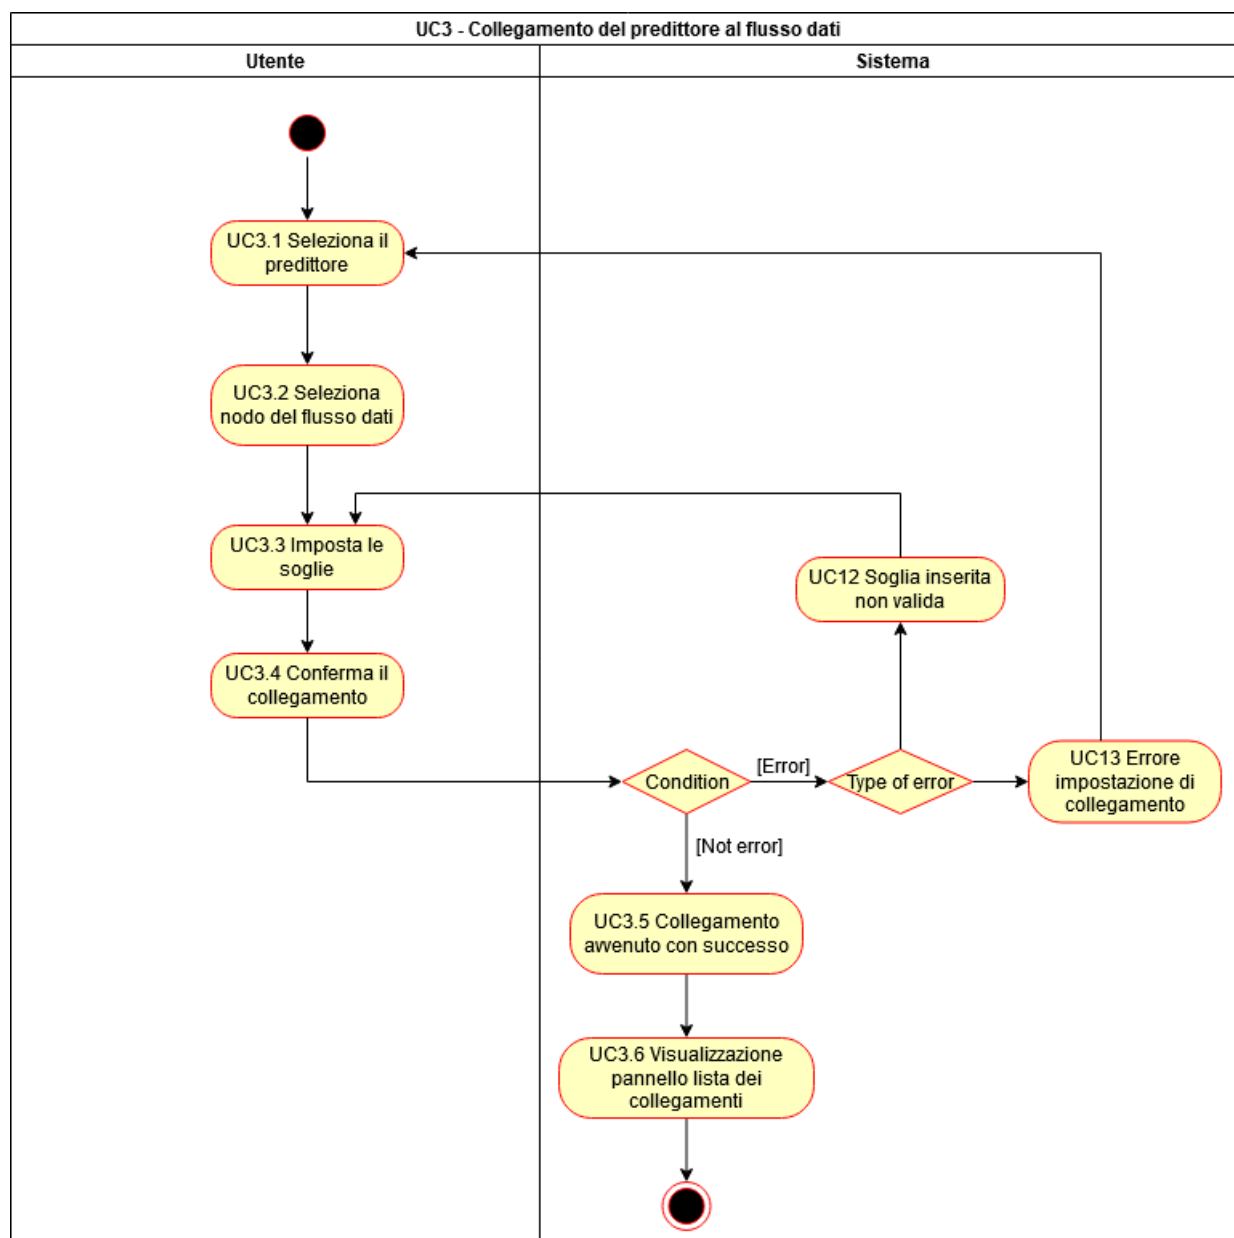 UC3 - Collegamento del predittore al flusso dati
Utente
Sistema
UC3.1 Seleziona il
predittore
UC3.2 Seleziona
nodo del flusso dati
UC3.3 Imposta le
soglie
UC12 Soglia inserita
non valida
UC3.4 Conferma il
collegamento
Condition
[Error]
Type of error
UC13 Errore
impostazione di
collegamento
[Not error]
UC3.5 Collegamento
avvenuto con successo
UC3.6 Visualizzazione
pannello lista dei
collegamenti